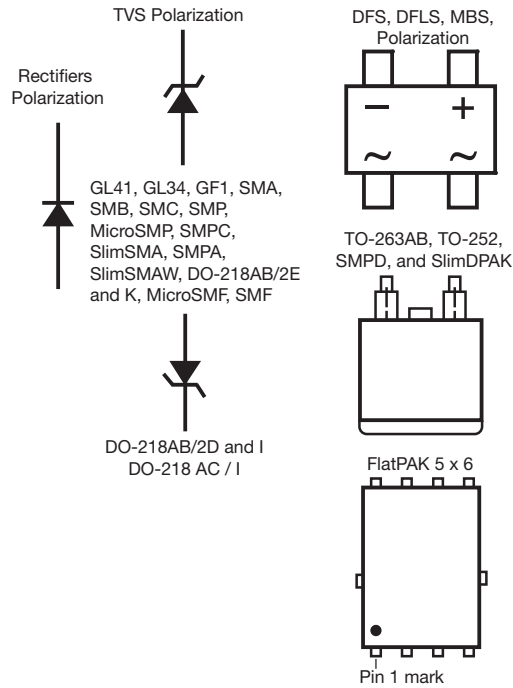 TVS Polarization
Rectifiers
Polarization
GL41, GL34, GF1, SMA,
SMB, SMC, SMP,
MicroSMP, SMPC,
SlimSMA, SMPA,
SlimSMAW, DO-218AB/2E
and K, MicroSMF, SMF
DO-218AB/2D and I
DO-218 AC / I
DFS, DFLS, MBS,
Polarization
− +
~ ~
TO-263AB, TO-252,
SMPD, and SlimDPAK
FlatPAK 5 x 6
Pin 1 mark